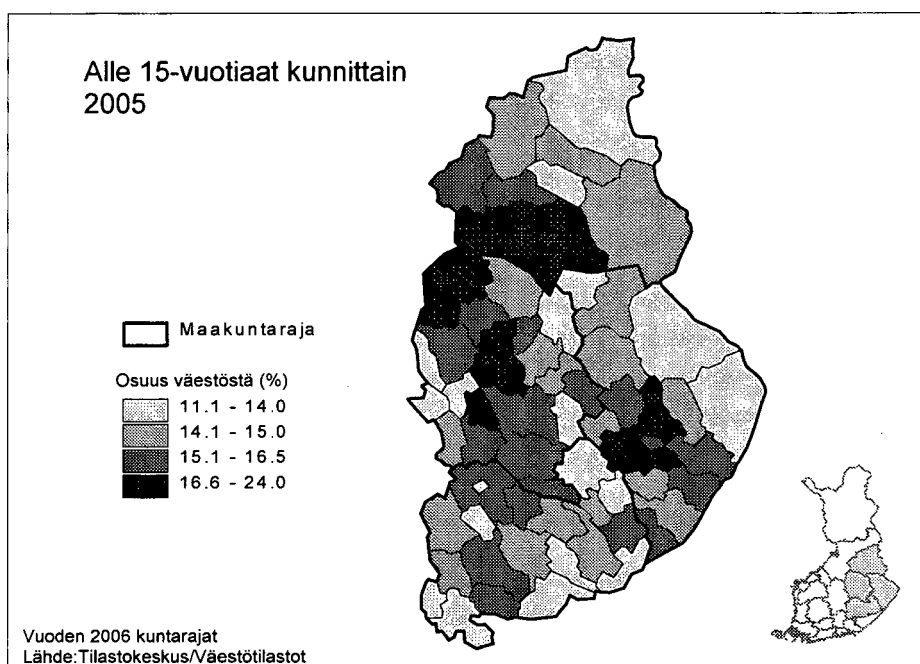 Alle 15-vuotiaat kunnittain
2005
Maakuntaraja
Osuus väestöstä (%)
11.1 - 14.0
14.1 - 15.0
15.1 - 16.5
16.6 - 24.0
Vuoden 2006 kuntarajat
Lähde:Tilastokeskus/Väestötilastot